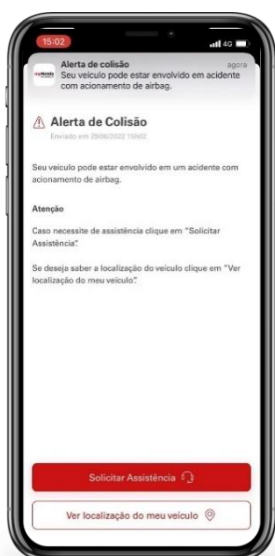 15:02
4G
Alerta de colisão
agora
Seu veículo pode estar envolvido em acidente
com acionamento de airbag.
Alerta de Colisão
Enviado em 29/06/2022 15h02
Seu veículo pode estar envolvido em um acidente com
acionamento de airbag.
Atenção
Caso necessite de assistência clique em "Solicitar
Assistência".
Se deseja saber a localização do veículo clique em "Ver
localização do meu veículo".
Solicitar Assistência
Ver localização do meu veículo